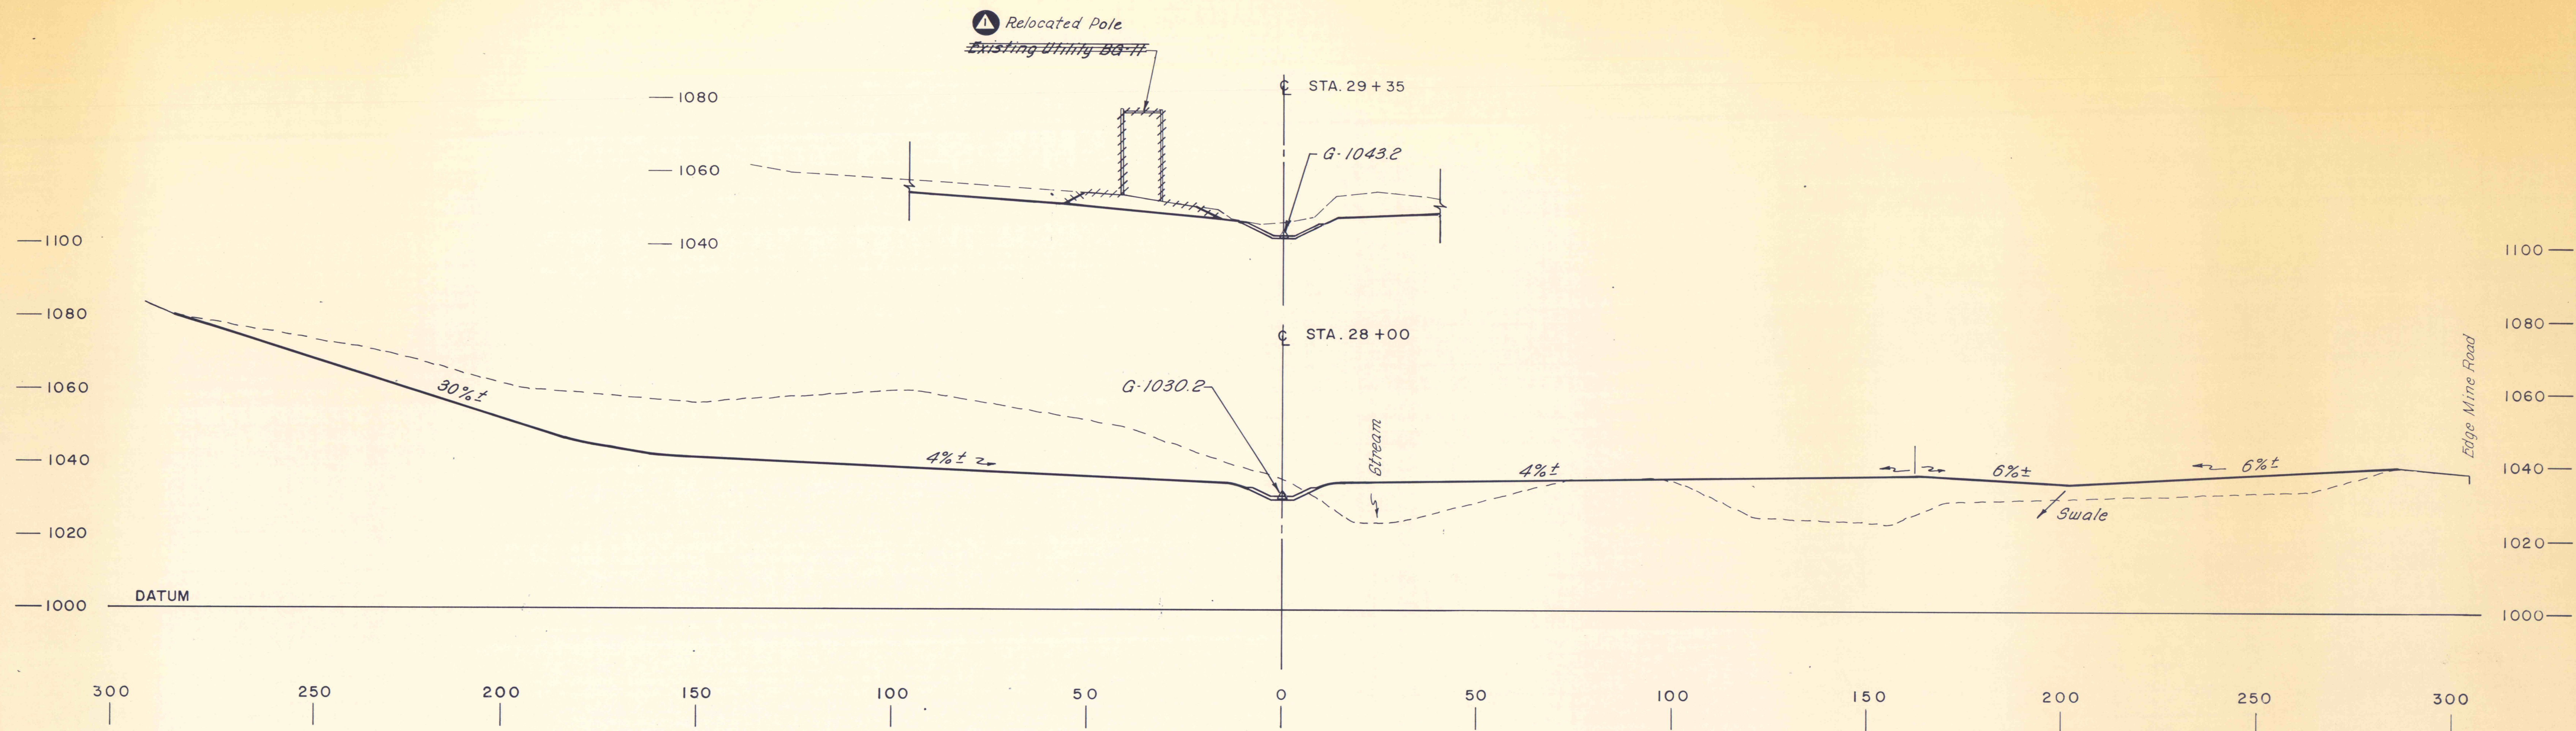 1 Relocated Pole
Existing Utility BG-11
℄ STA. 29 + 35
1080
G-1043.2
1060
1040
1100
1100
1080
1080
℄ STA. 28 +00
Edge Mine Road
1060
1060
30%±
G-1030.2
Stream
1040
1040
4%±
4%±
6%±
6%±
Swale
1020
1020
DATUM
1000
1000
300 250 200 150 100 50 0 50 100 150 200 250 300